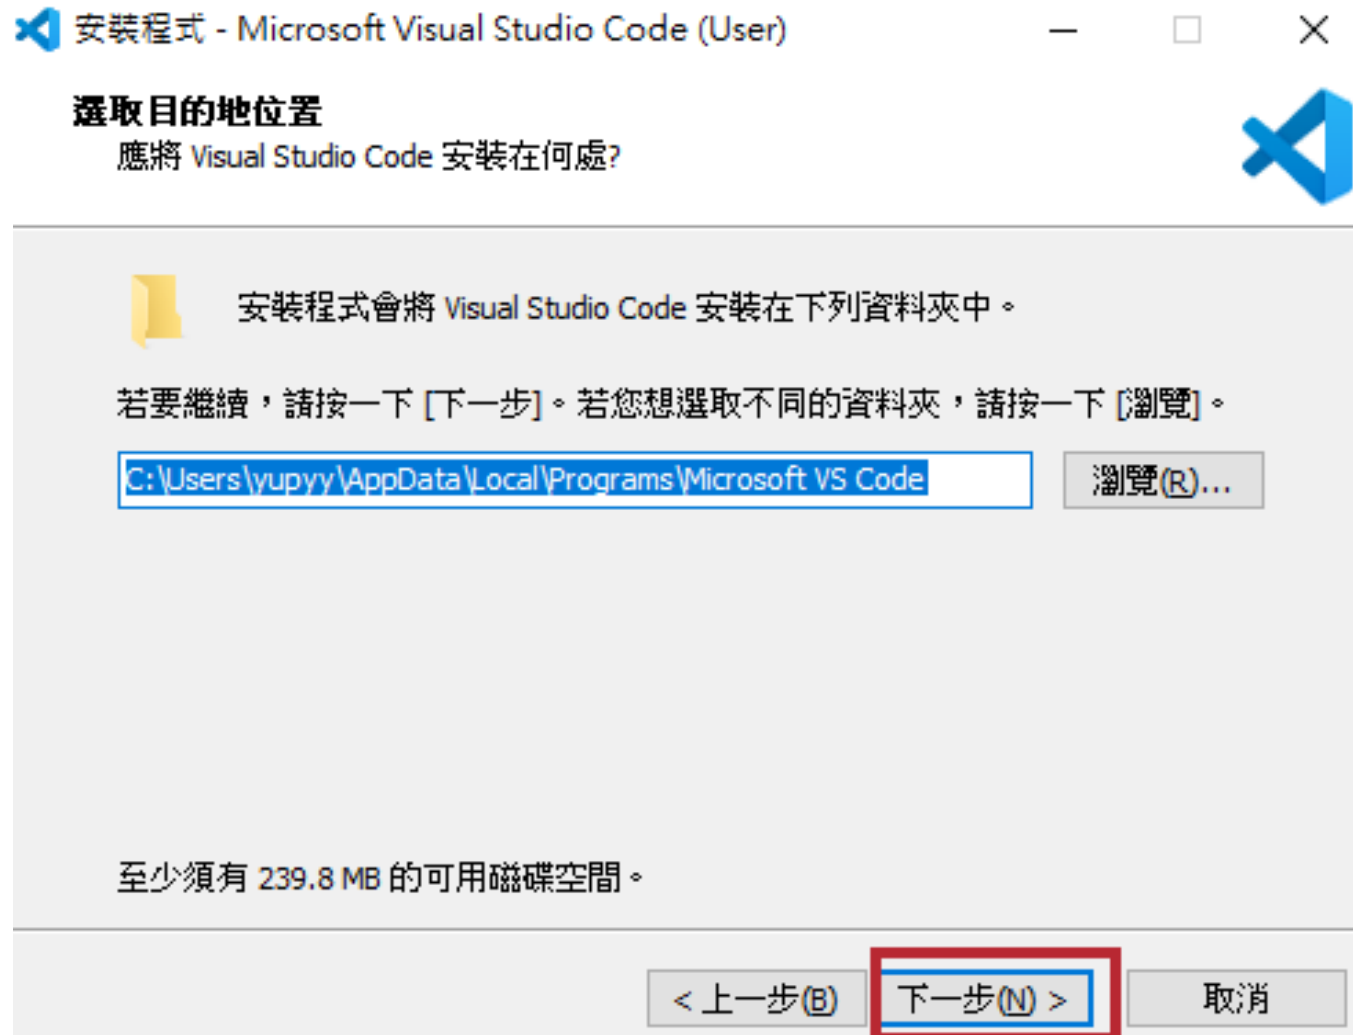 安裝程式 - Microsoft Visual Studio Code (User)
選取目的地位置
應將 Visual Studio Code 安裝在何處?
安裝程式會將 Visual Studio Code 安裝在下列資料夾中。
若要繼續，請按一下 [下一步]。若您想選取不同的資料夾，請按一下 [瀏覽]。
C:\Users\yupyy\AppData\Local\Programs\Microsoft VS Code
瀏覽(R)...
至少須有 239.8 MB 的可用磁碟空間。
< 上一步(B) 下一步(N) > 取消